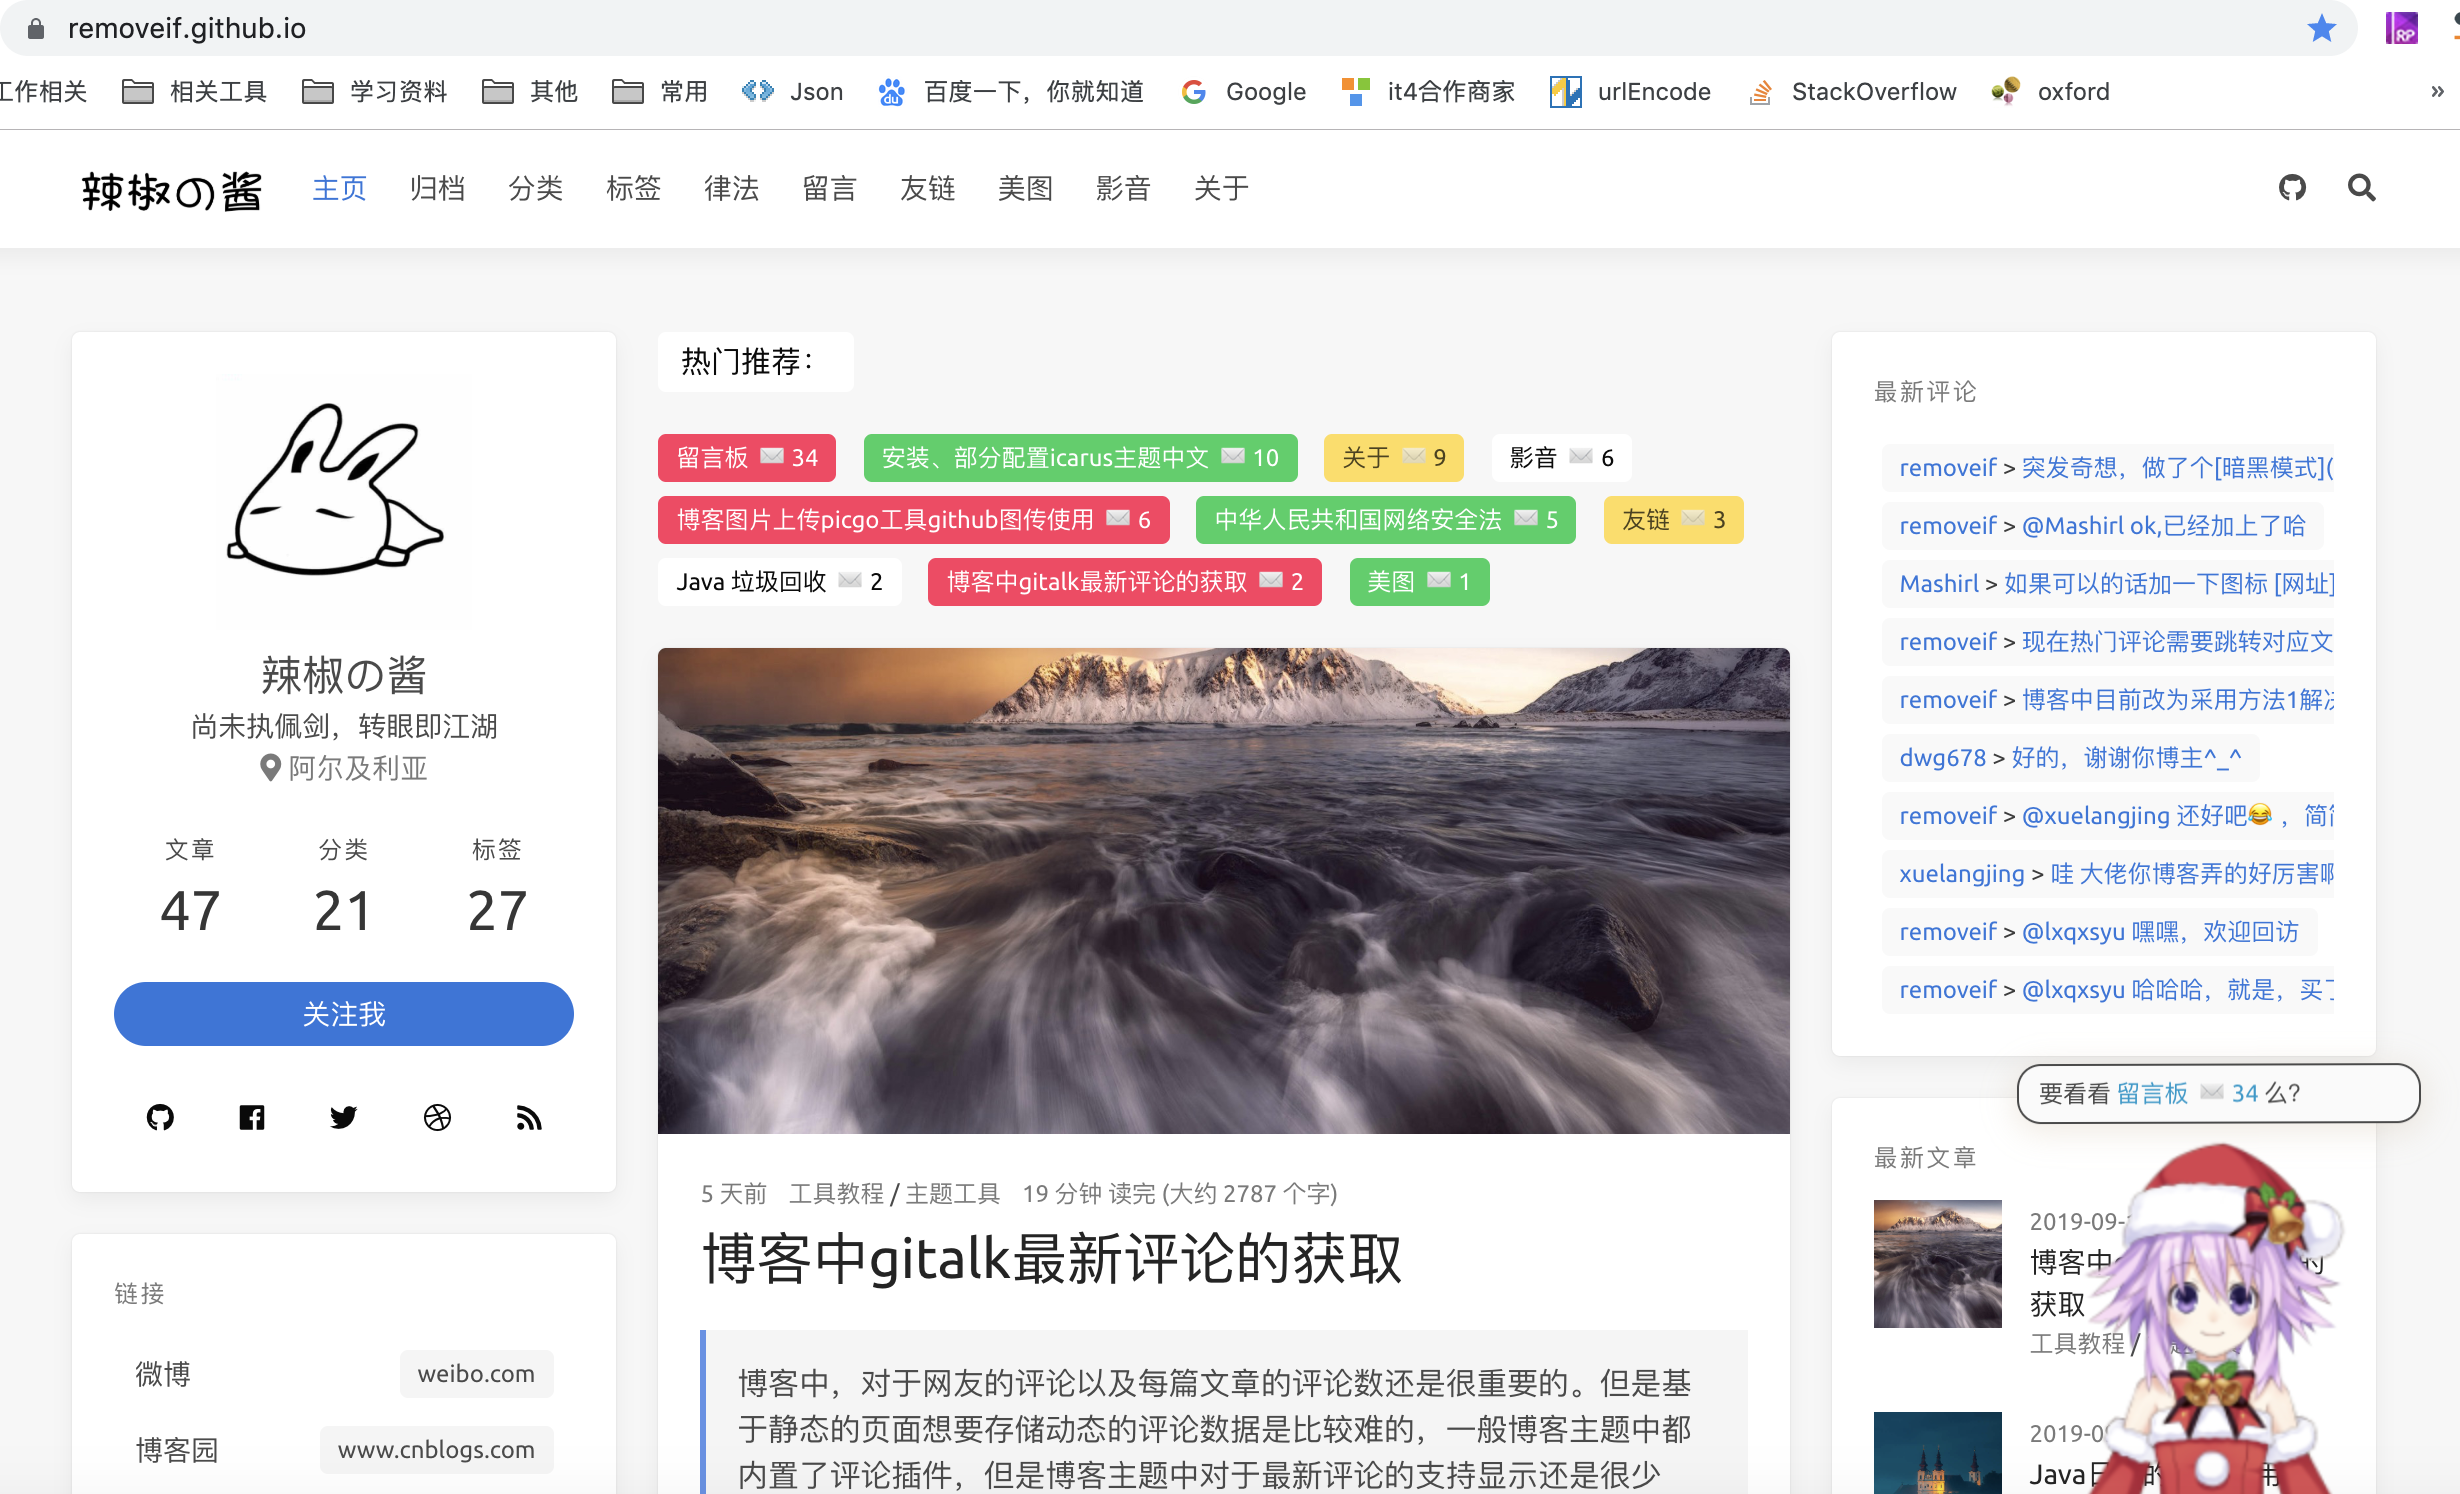 removeif.github.io
工作相关 相关工具 学习资料 其他 常用 Json 百度一下，你就知道 Google it4合作商家 urlEncode StackOverflow oxford »
辣椒の酱 主页 归档 分类 标签 律法 留言 友链 美图 影音 关于
辣椒の酱
尚未执佩剑，转眼即江湖
阿尔及利亚
文章 分类 标签
47 21 27
关注我
链接
微博 weibo.com
博客园 www.cnblogs.com
热门推荐：
留言板 34 安装、部分配置icarus主题中文 10 关于 9 影音 6
博客图片上传picgo工具github图传使用 6 中华人民共和国网络安全法 5 友链 3
Java 垃圾回收 2 博客中gitalk最新评论的获取 2 美图 1
5 天前 工具教程 / 主题工具 19 分钟 读完 (大约 2787 个字)
博客中gitalk最新评论的获取
博客中，对于网友的评论以及每篇文章的评论数还是很重要的。但是基
于静态的页面想要存储动态的评论数据是比较难的，一般博客主题中都
内置了评论插件，但是博客主题中对于最新评论的支持显示还是很少
最新评论
removeif > 突发奇想，做了个[暗黑模式](
removeif > @Mashirl ok,已经加上了哈
Mashirl > 如果可以的话加一下图标 [网址]
removeif > 现在热门评论需要跳转对应文
removeif > 博客中目前改为采用方法1解决
dwg678 > 好的，谢谢你博主^_^
removeif > @xuelangjing 还好吧😂 ，简
xuelangjing > 哇 大佬你博客弄的好厉害啊
removeif > @lxqxsyu 嘿嘿，欢迎回访
removeif > @lxqxsyu 哈哈哈，就是，买了
要看看 留言板 34 么？
最新文章
2019-09-
博客中 的
获取
工具教程 /
2019-0
Java日 的 用